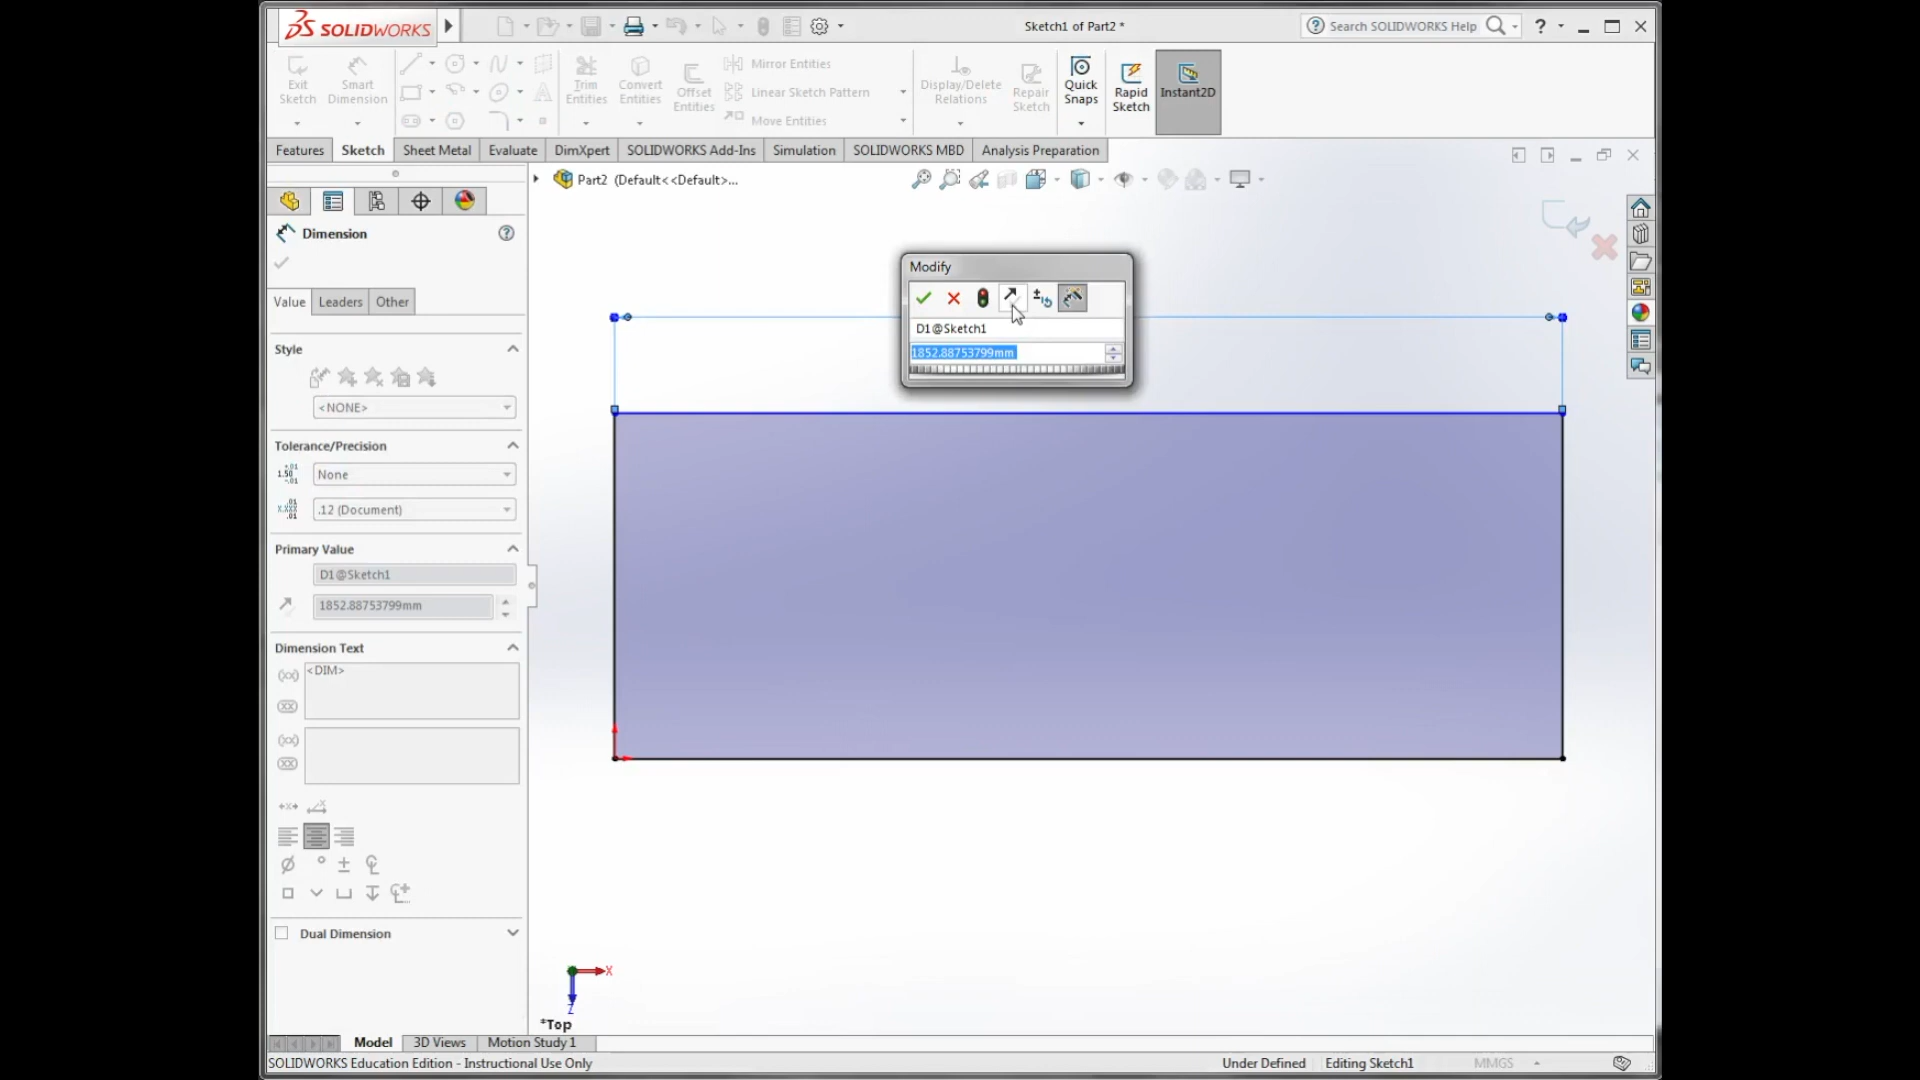 SOLIDWORKS
Sketch1 of Part2 *
Search SOLIDWORKS Help
?
Exit Sketch
Smart Dimension
Trim Entities
Convert Entities
Offset Entities
Mirror Entities
Linear Sketch Pattern
Move Entities
Display/Delete Relations
Repair Sketch
Quick Snaps
Rapid Sketch
Instant2D
Features
Sketch
Sheet Metal
Evaluate
DimXpert
SOLIDWORKS Add-Ins
Simulation
SOLIDWORKS MBD
Analysis Preparation
Part2 (Default<<Default>...
Dimension
Value
Leaders
Other
Style
<NONE>
Tolerance/Precision
None
.12 (Document)
Primary Value
D1@Sketch1
1852.88753799mm
Dimension Text
<DIM>
Dual Dimension
Modify
D1@Sketch1
1852.88753799mm
X
Z
*Top
Model
3D Views
Motion Study 1
SOLIDWORKS Education Edition - Instructional Use Only
Under Defined
Editing Sketch1
MMGS